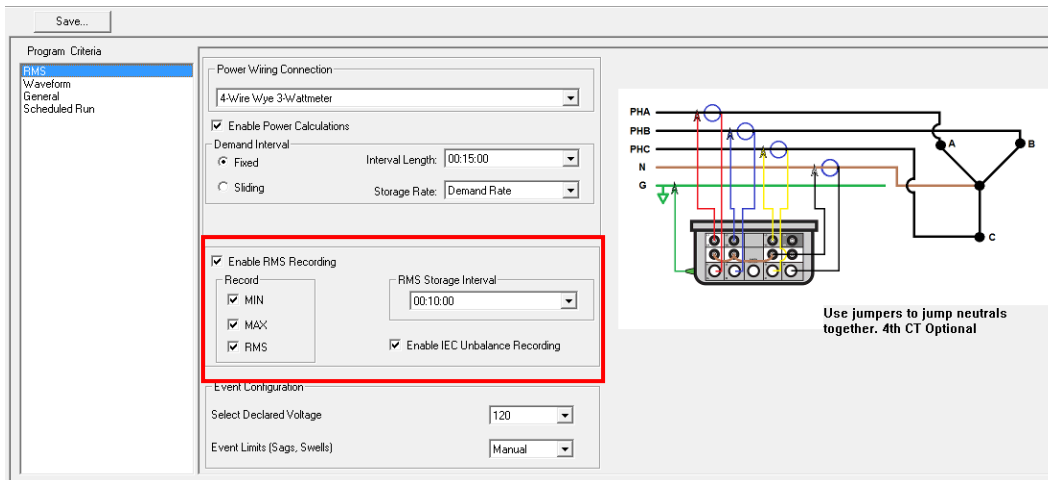 Save...
Program Criteria
RMS
Waveform
General
Scheduled Run
Power Wiring Connection
4-Wire Wye 3-Wattmeter
Enable Power Calculations
Demand Interval
Fixed
Interval Length: 00:15:00
Sliding
Storage Rate: Demand Rate
Enable RMS Recording
Record
MIN
MAX
RMS
RMS Storage Interval
00:10:00
Enable IEC Unbalance Recording
Event Configuration
Select Declared Voltage 120
Event Limits (Sags, Swells) Manual
PHA
PHB
PHC
N
G
A
B
C
Use jumpers to jump neutrals
together. 4th CT Optional